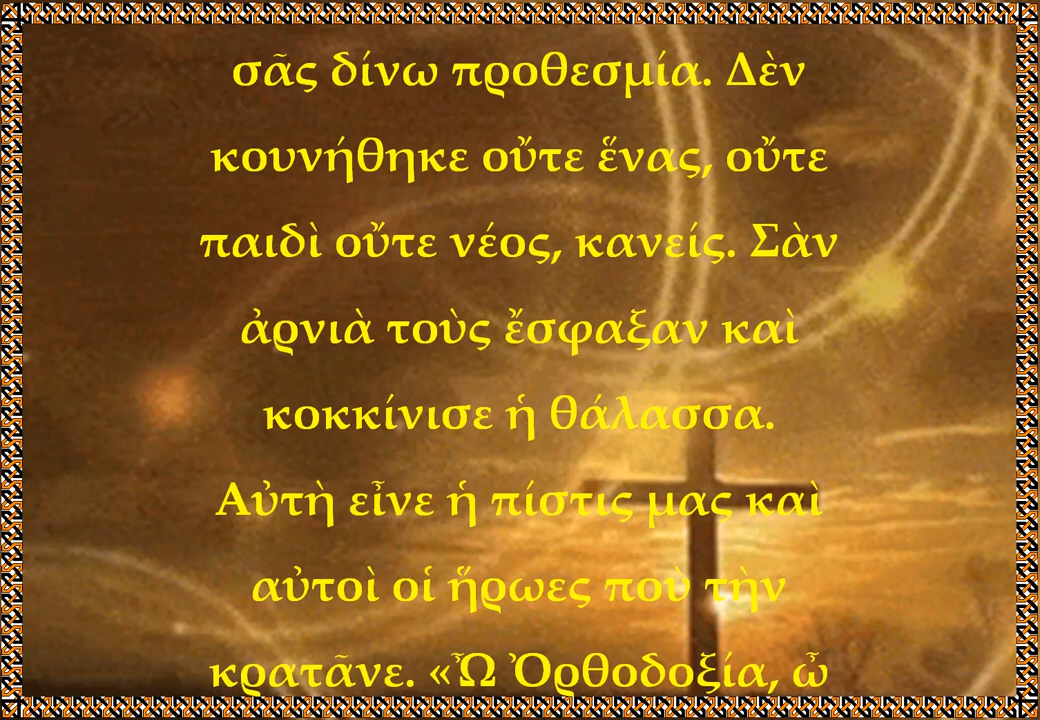 σᾶς δίνω προθεσμία. Δὲν
κουνήθηκε οὔτε ἕνας, οὔτε
παιδὶ οὔτε νέος, κανείς. Σὰν
ἀρνιὰ τοὺς ἔσφαξαν καὶ
κοκκίνισε ἡ θάλασσα.
Αὐτὴ εἶνε ἡ πίστις μας καὶ
αὐτοὶ οἱ ἥρωες ποὺ τὴν
κρατᾶνε. «Ὦ Ὀρθοδοξία, ὦ